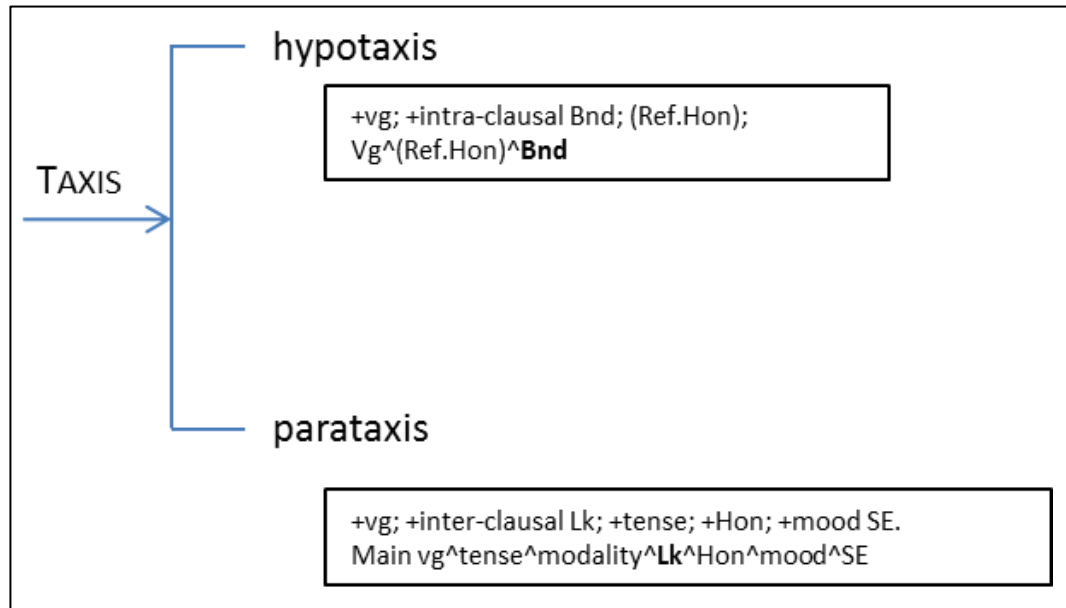 hypotaxis
+vg; +intra-clausal Bnd; (Ref.Hon);
Vg^(Ref.Hon)^Bnd
TAXIS
parataxis
+vg; +inter-clausal Lk; +tense; +Hon; +mood SE.
Main vg^tense^modality^Lk^Hon^mood^SE